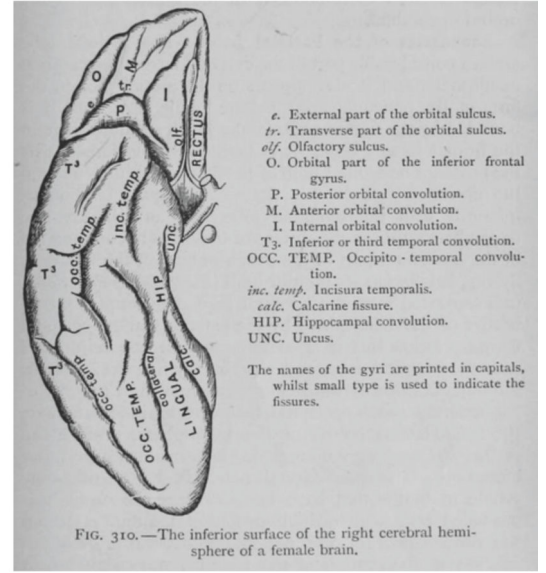 O
tr.
M
e
P
I
olf.
RECTUS
T³
inc. temp.
occ. temp.
OCC. TEMP.
UNC.
T³
HIP
T³
occ. temp.
OCC. TEMP.
collateral
LINGUAL
calc.
e. External part of the orbital sulcus.
tr. Transverse part of the orbital sulcus.
olf. Olfactory sulcus.
O. Orbital part of the inferior frontal
gyrus.
P. Posterior orbital convolution.
M. Anterior orbital convolution.
I. Internal orbital convolution.
T3. Inferior or third temporal convolution.
OCC. TEMP. Occipito - temporal convolu-
tion.
inc. temp. Incisura temporalis.
calc. Calcarine fissure.
HIP. Hippocampal convolution.
UNC. Uncus.
The names of the gyri are printed in capitals,
whilst small type is used to indicate the
fissures.
FIG. 310.—The inferior surface of the right cerebral hemi-
sphere of a female brain.